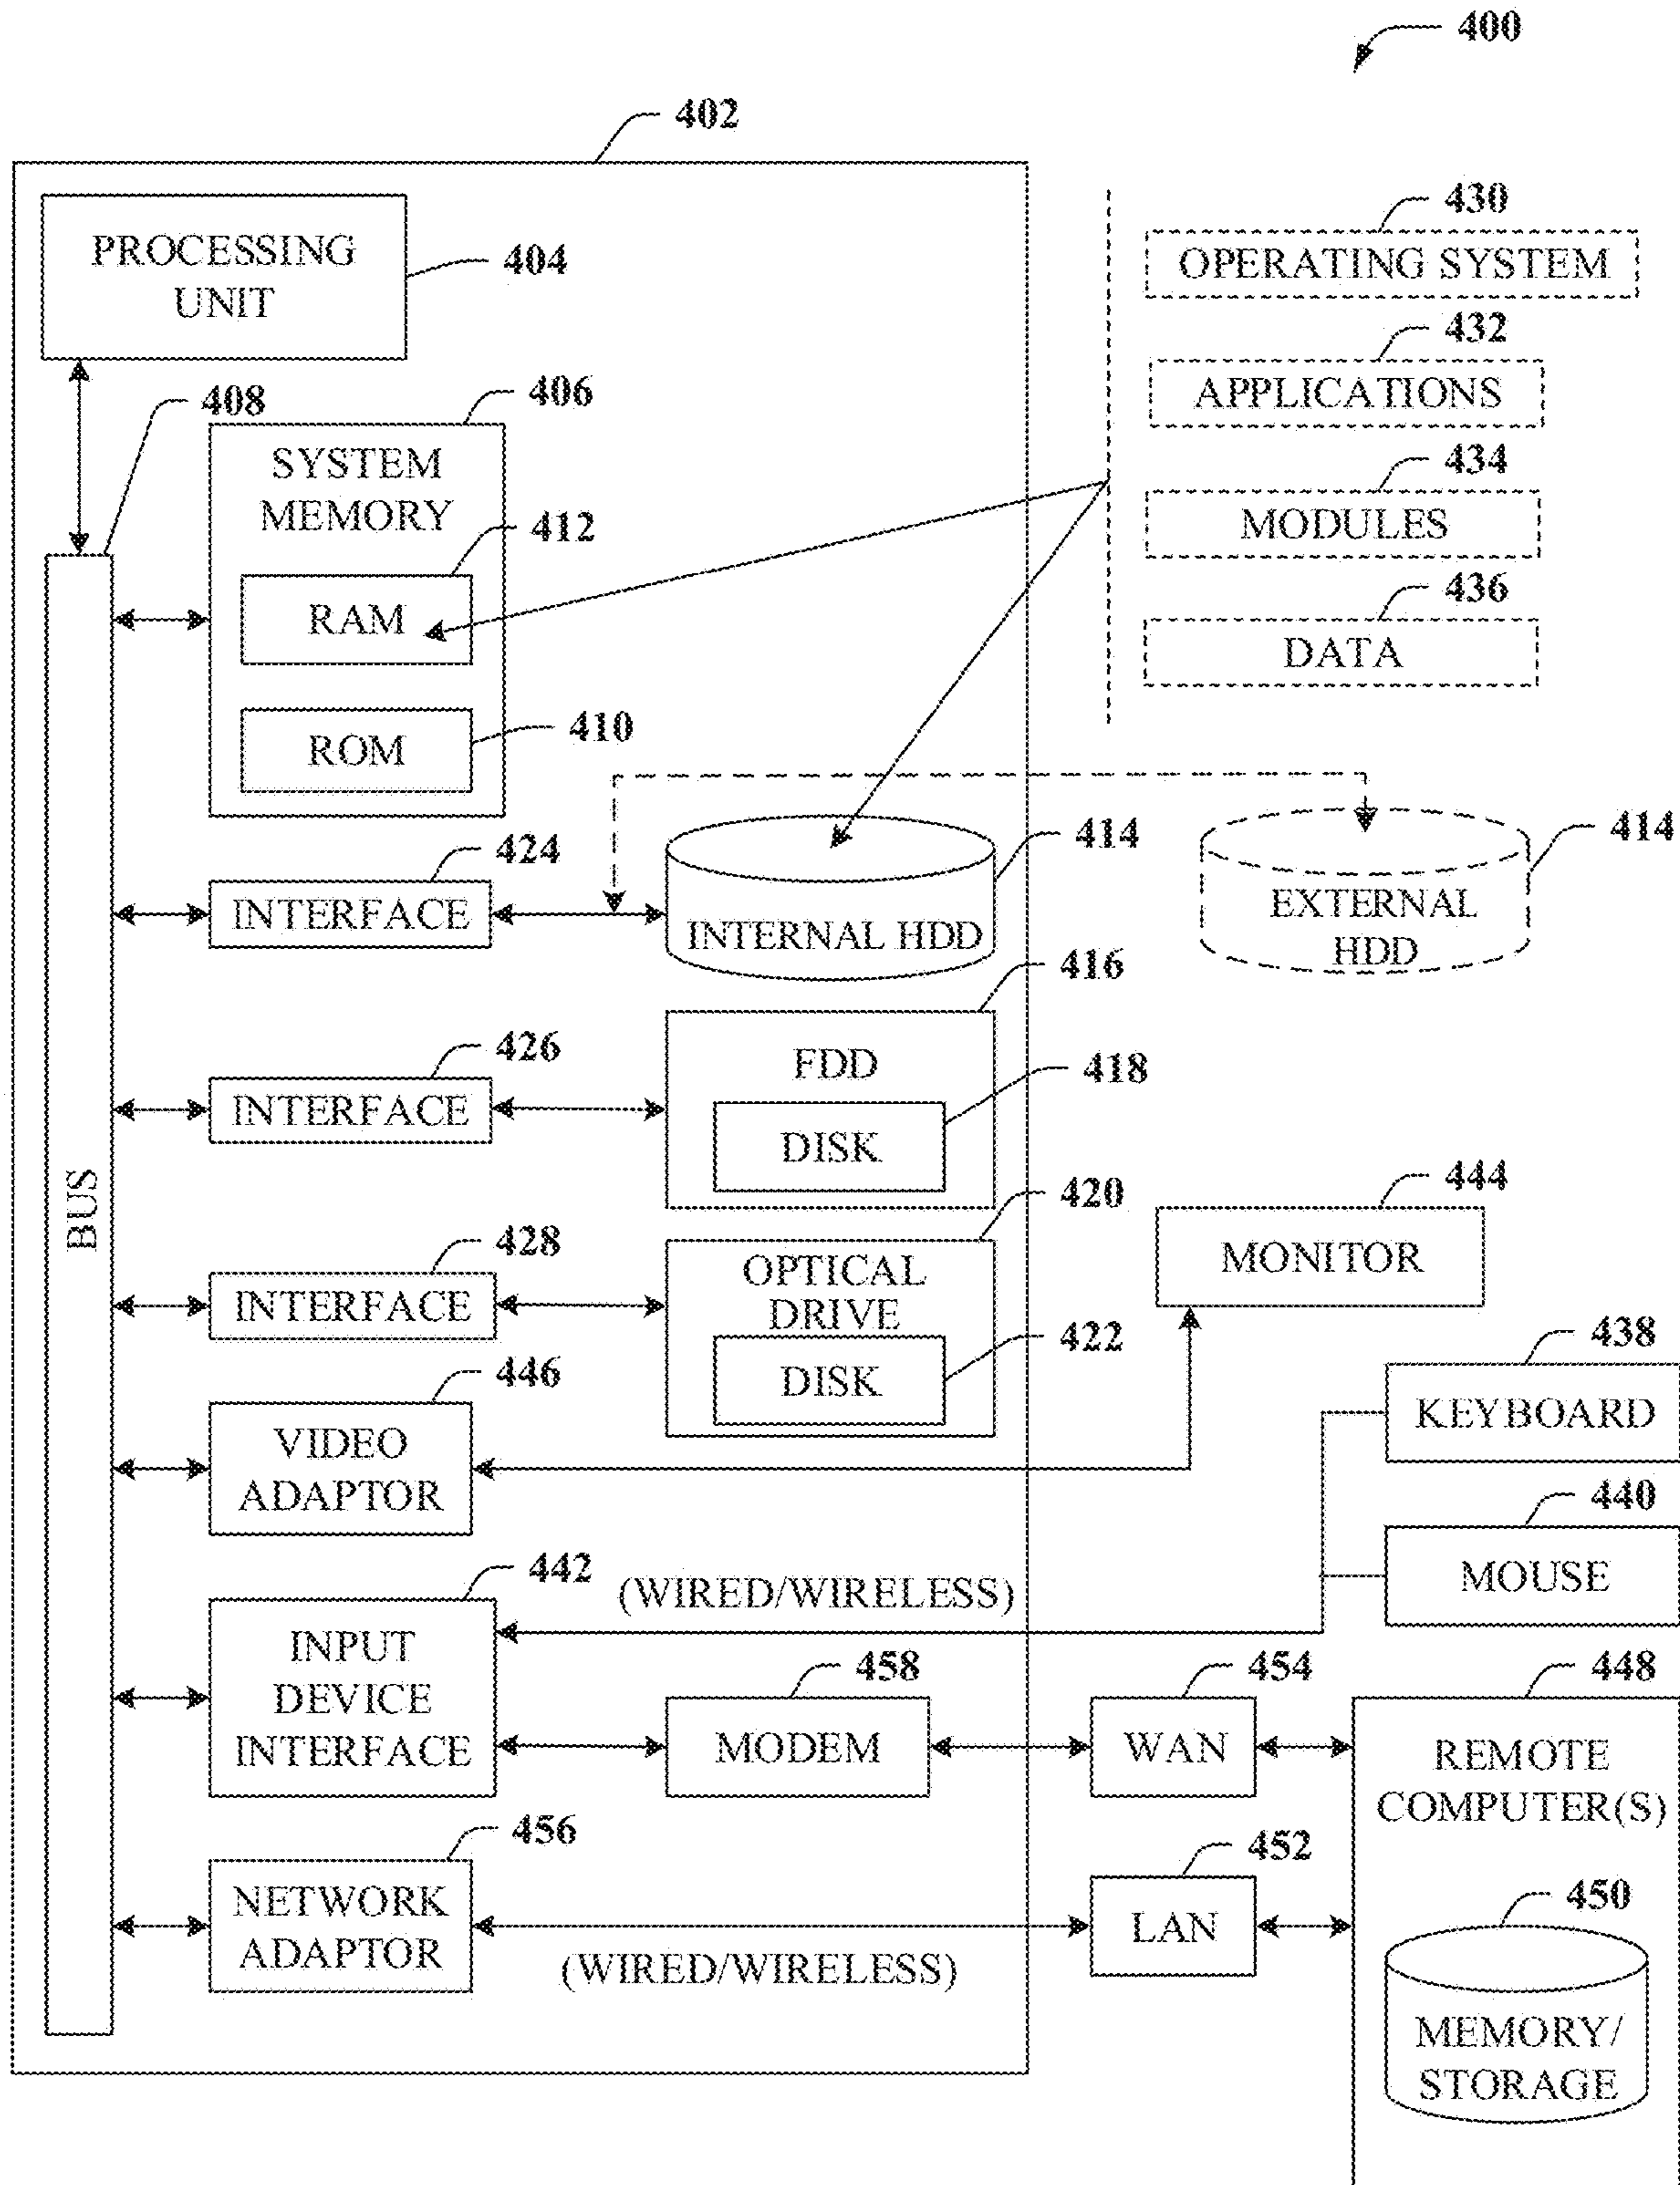 400
402
PROCESSING
UNIT
404
408
406
SYSTEM
MEMORY
412
RAM
410
ROM
430
OPERATING SYSTEM
432
APPLICATIONS
434
MODULES
436
DATA
424
INTERFACE
414
INTERNAL HDD
414
EXTERNAL
HDD
416
FDD
418
DISK
426
INTERFACE
BUS
420
OPTICAL
DRIVE
422
DISK
428
INTERFACE
444
MONITOR
438
KEYBOARD
446
VIDEO
ADAPTOR
440
MOUSE
442
(WIRED/WIRELESS)
INPUT
DEVICE
INTERFACE
458
MODEM
454
WAN
448
REMOTE
COMPUTER(S)
456
NETWORK
ADAPTOR
(WIRED/WIRELESS)
452
LAN
450
MEMORY/
STORAGE